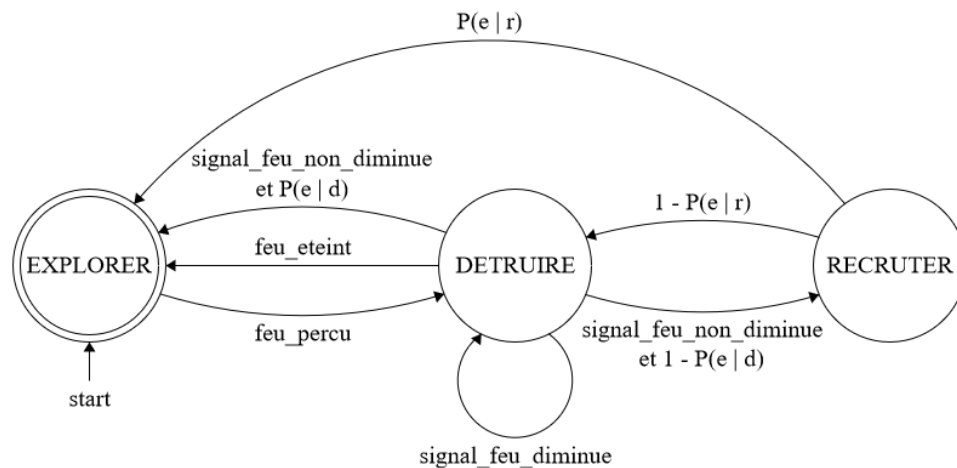 P(e | r)
signal_feu_non_diminue
et P(e | d)
1 - P(e | r)
EXPLORER
feu_eteint
DETRUIRE
RECRUTER
feu_percu
signal_feu_non_diminue
et 1 - P(e | d)
start
signal_feu_diminue